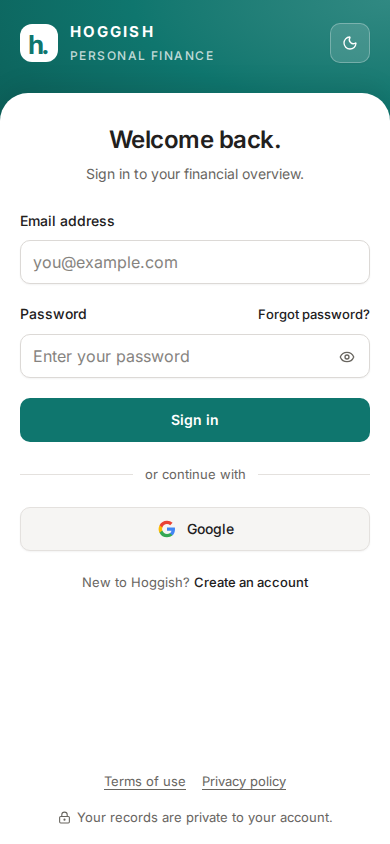 h.
HOGGISH
PERSONAL FINANCE
Welcome back.
Sign in to your financial overview.
Email address
you@example.com
Password
Forgot password?
Enter your password
Sign in
or continue with
Google
New to Hoggish? Create an account
Terms of use
Privacy policy
Your records are private to your account.